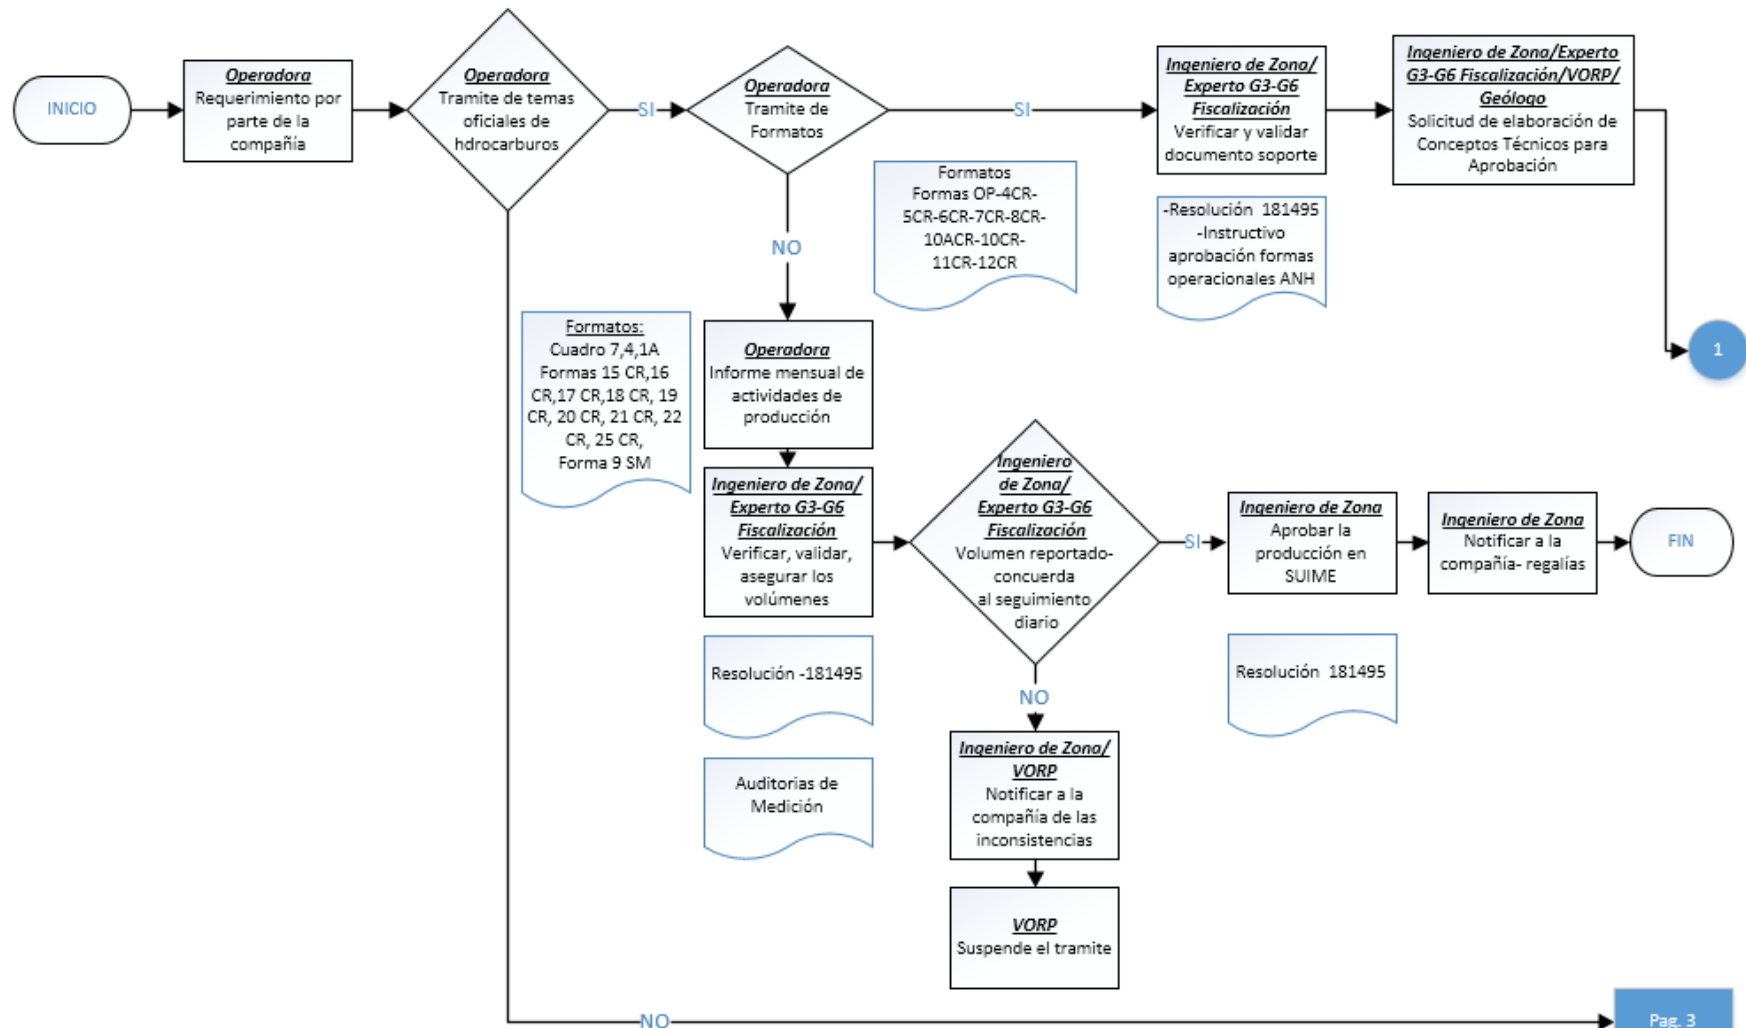 INICIO
Operadora
Requerimiento por
parte de la
compañía
Operadora
Tramite de temas
oficiales de
hdrocarburos
SI
Operadora
Tramite de
Formatos
SI
Ingeniero de Zona/
Experto G3-G6
Fiscalización
Verificar y validar
documento soporte
Ingeniero de Zona/Experto
G3-G6 Fiscalización/VORP/
Geólogo
Solicitud de elaboración de
Conceptos Técnicos para
Aprobación
Formatos
Formas OP-4CR-
5CR-6CR-7CR-8CR-
10ACR-10CR-
11CR-12CR
-Resolución 181495
-Instructivo
aprobación formas
operacionales ANH
NO
1
Formatos:
Cuadro 7,4,1A
Formas 15 CR,16
CR,17 CR,18 CR, 19
CR, 20 CR, 21 CR, 22
CR, 25 CR,
Forma 9 SM
Operadora
Informe mensual de
actividades de
producción
Ingeniero de Zona/
Experto G3-G6
Fiscalización
Verificar, validar,
asegurar los
volúmenes
Ingeniero
de Zona/
Experto G3-G6
Fiscalización
Volumen reportado-
concuerda
al seguimiento
diario
SI
Ingeniero de Zona
Aprobar la
producción en
SUIME
Ingeniero de Zona
Notificar a la
compañía- regalías
FIN
Resolución -181495
Resolución 181495
NO
Auditorias de
Medición
Ingeniero de Zona/
VORP
Notificar a la
compañía de las
inconsistencias
VORP
Suspende el tramite
NO
Pag. 3